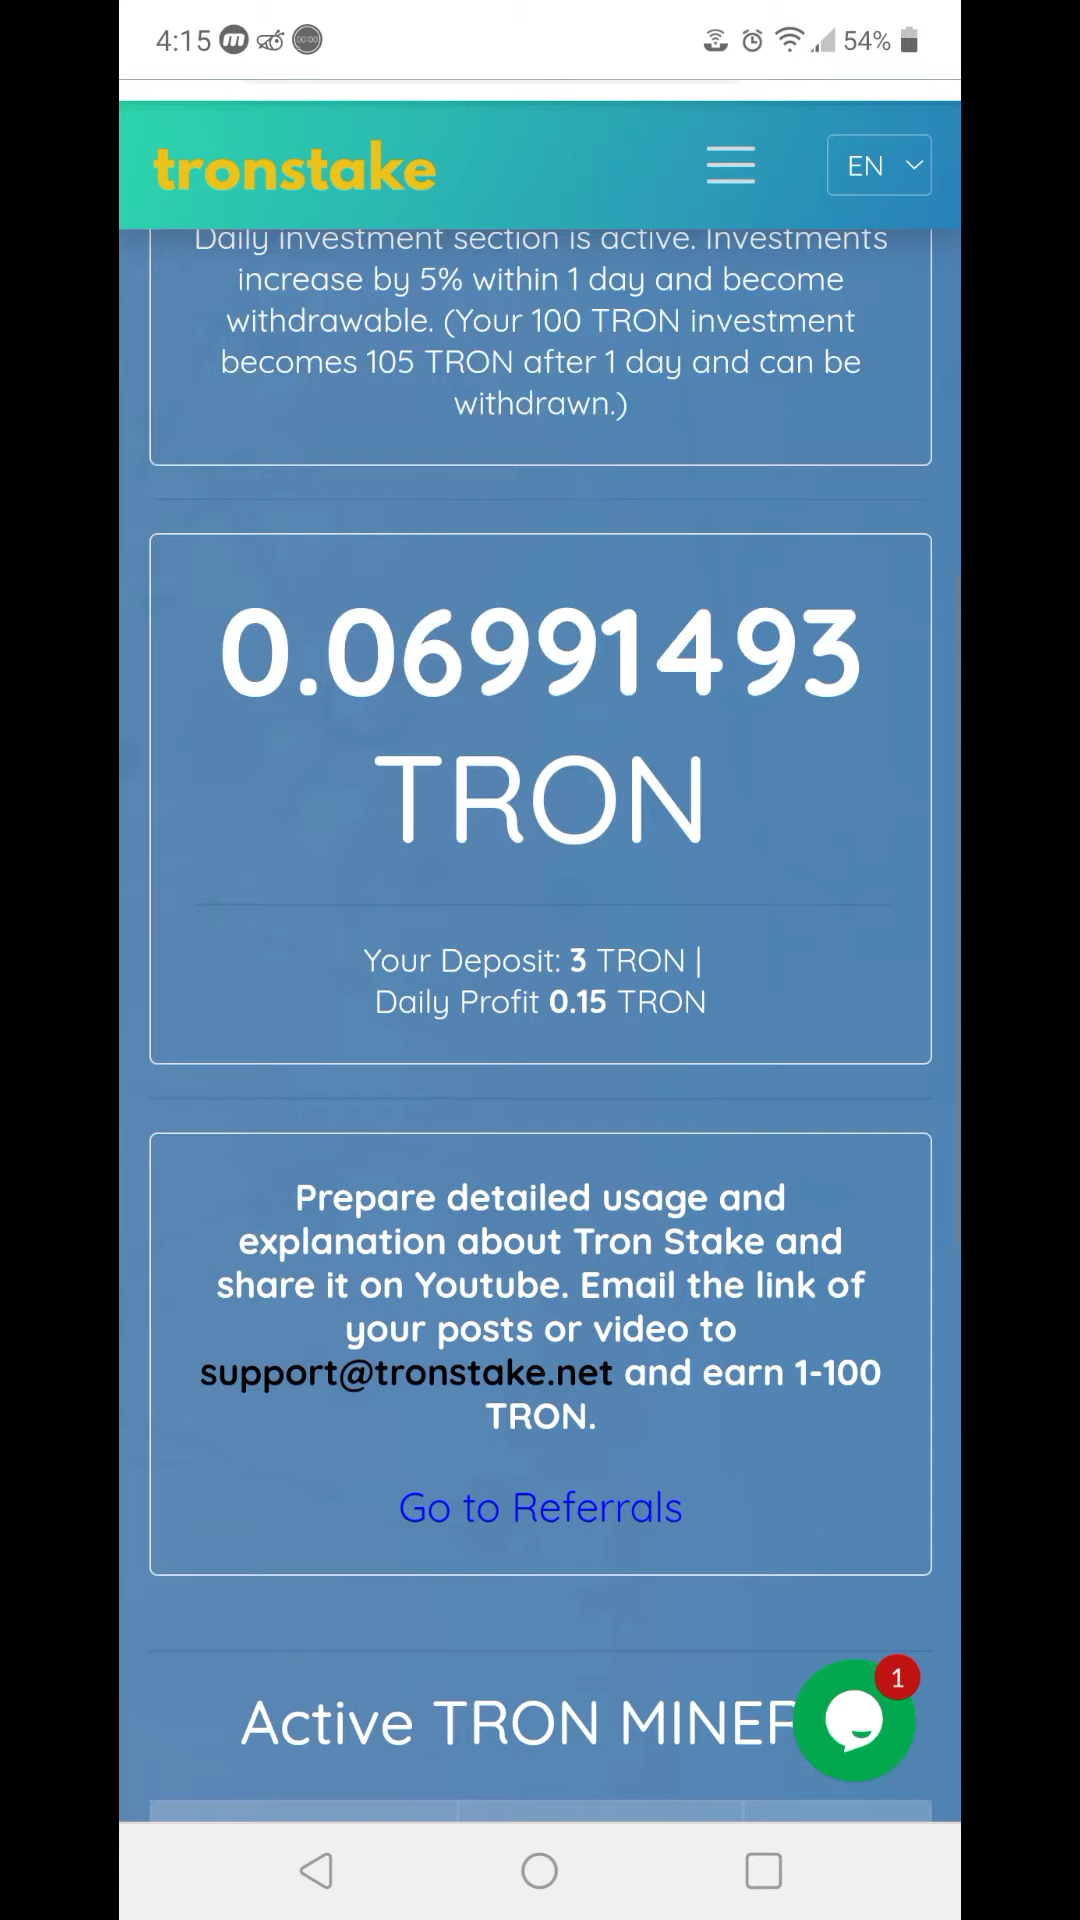 4:15 54%
tronstake EN
Daily investment section is active. Investments
increase by 5% within 1 day and become
withdrawable. (Your 100 TRON investment
becomes 105 TRON after 1 day and can be
withdrawn.)
0.06991493
TRON
Your Deposit: 3 TRON |
Daily Profit 0.15 TRON
Prepare detailed usage and
explanation about Tron Stake and
share it on Youtube. Email the link of
your posts or video to
support@tronstake.net and earn 1-100
TRON.
Go to Referrals
1
Active TRON MINER